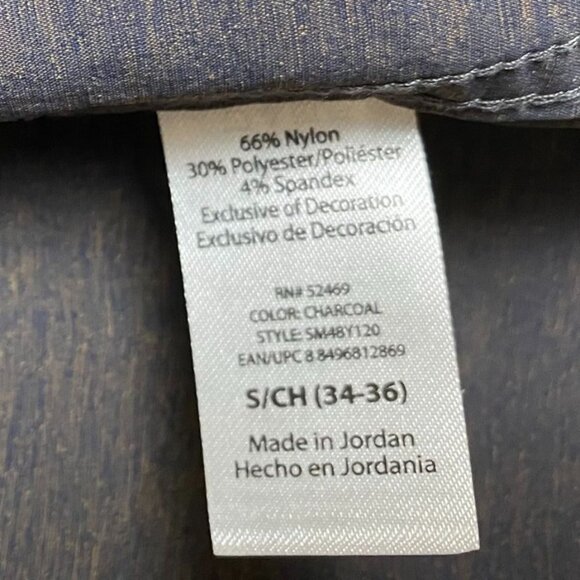 66% Nylon
30% Polyester/Poliéster
4% Spandex
Exclusive of Decoration
Exclusivo de Decoración
RN# 52469
COLOR: CHARCOAL
STYLE: SM48Y120
EAN/UPC 8 8496812869
S/CH (34-36)
Made in Jordan
Hecho en Jordania